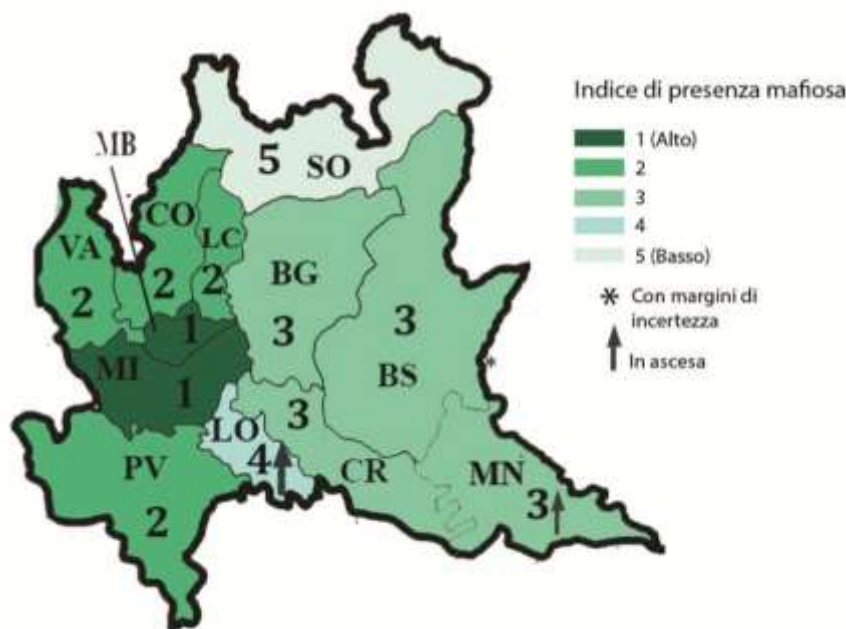 Indice di presenza mafiosa
1 (Alto)
2
3
4
5 (Basso)
* Con margini di
incertezza
In ascesa
MB
5 SO
CO
LC
VA
2
2
2
BG
3
3
BS
1
MI
1
3
LO
4
CR
PV
2
MN
3
*